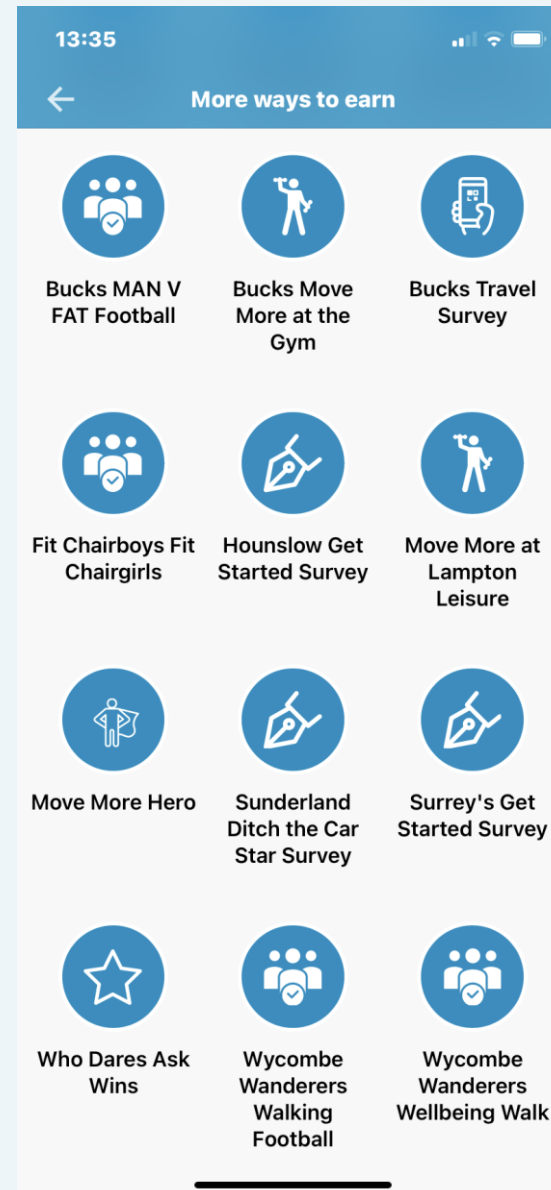 13:35
More ways to earn
Bucks MAN V
FAT Football
Bucks Move
More at the
Gym
Bucks Travel
Survey
Fit Chairboys Fit
Chairgirls
Hounslow Get
Started Survey
Move More at
Lampton
Leisure
Move More Hero
Sunderland
Ditch the Car
Star Survey
Surrey's Get
Started Survey
Who Dares Ask
Wins
Wycombe
Wanderers
Walking
Football
Wycombe
Wanderers
Wellbeing Walk